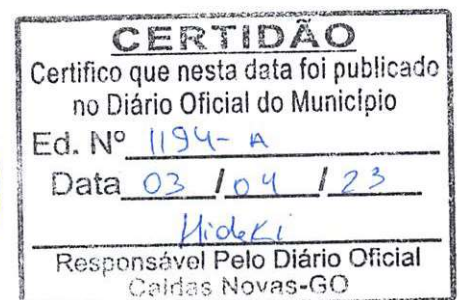 CERTIDÃO
Certifico que nesta data foi publicado
no Diário Oficial do Município
Ed. Nº 1194- A
Data 03 / 04 / 23
Hideki
Responsável Pelo Diário Oficial
Caldas Novas-GO